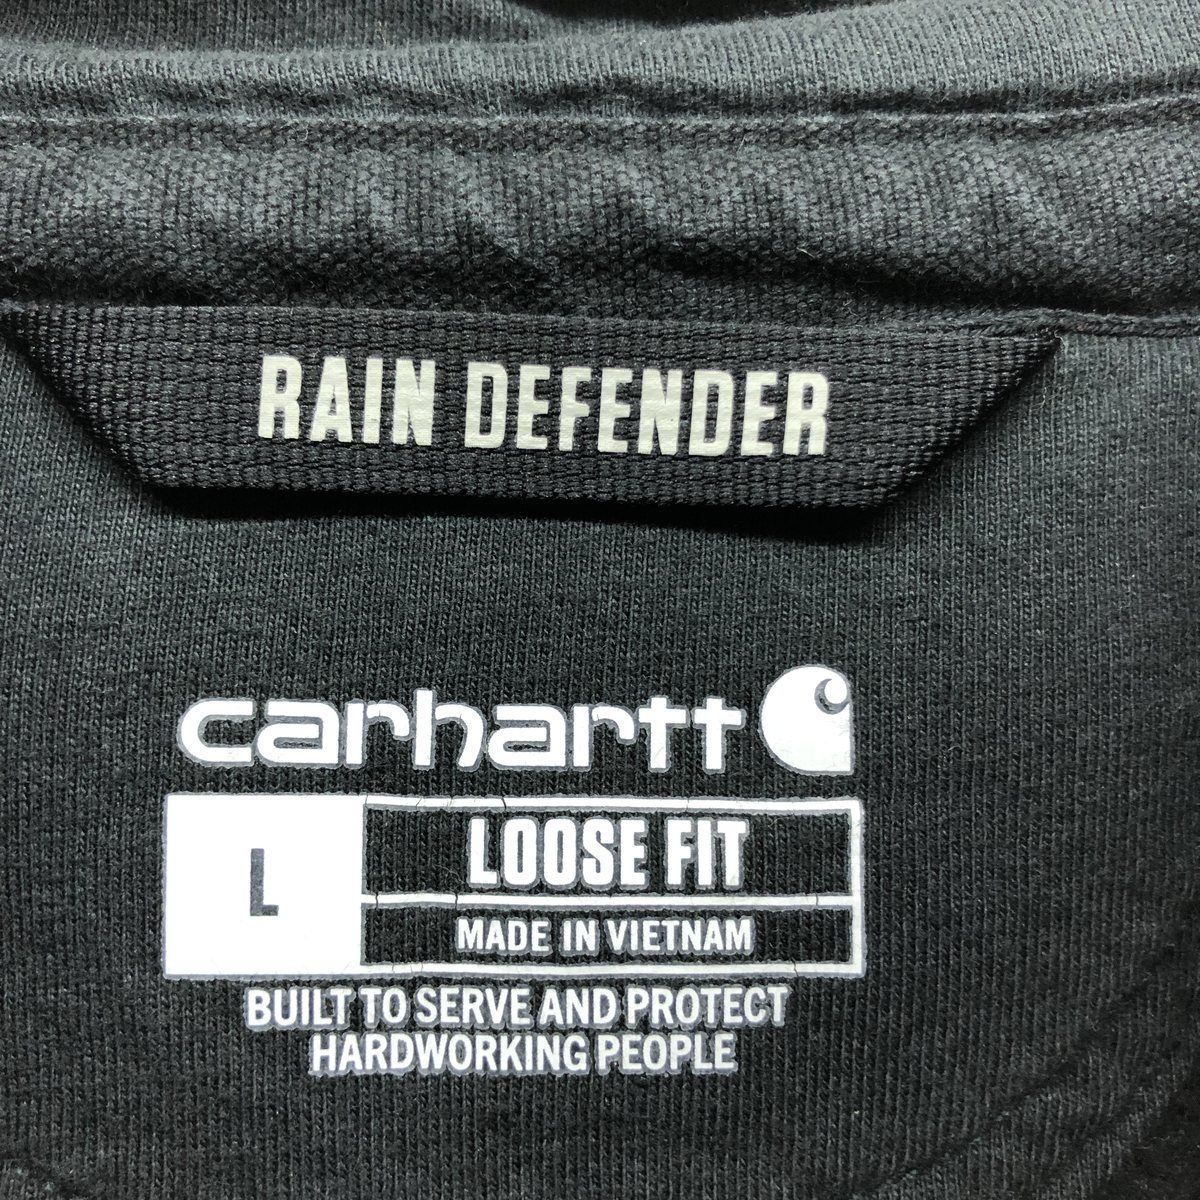 RAIN DEFENDER
carhartt
L
LOOSE FIT
MADE IN VIETNAM
BUILT TO SERVE AND PROTECT
HARDWORKING PEOPLE